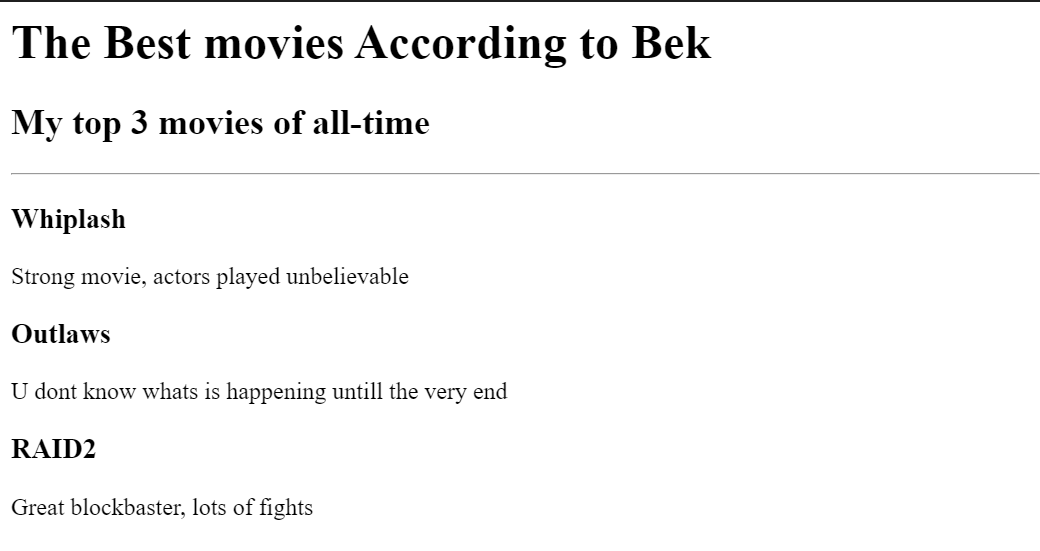 The Best movies According to Bek
My top 3 movies of all-time
Whiplash
Strong movie, actors played unbelievable
Outlaws
U dont know whats is happening untill the very end
RAID2
Great blockbaster, lots of fights